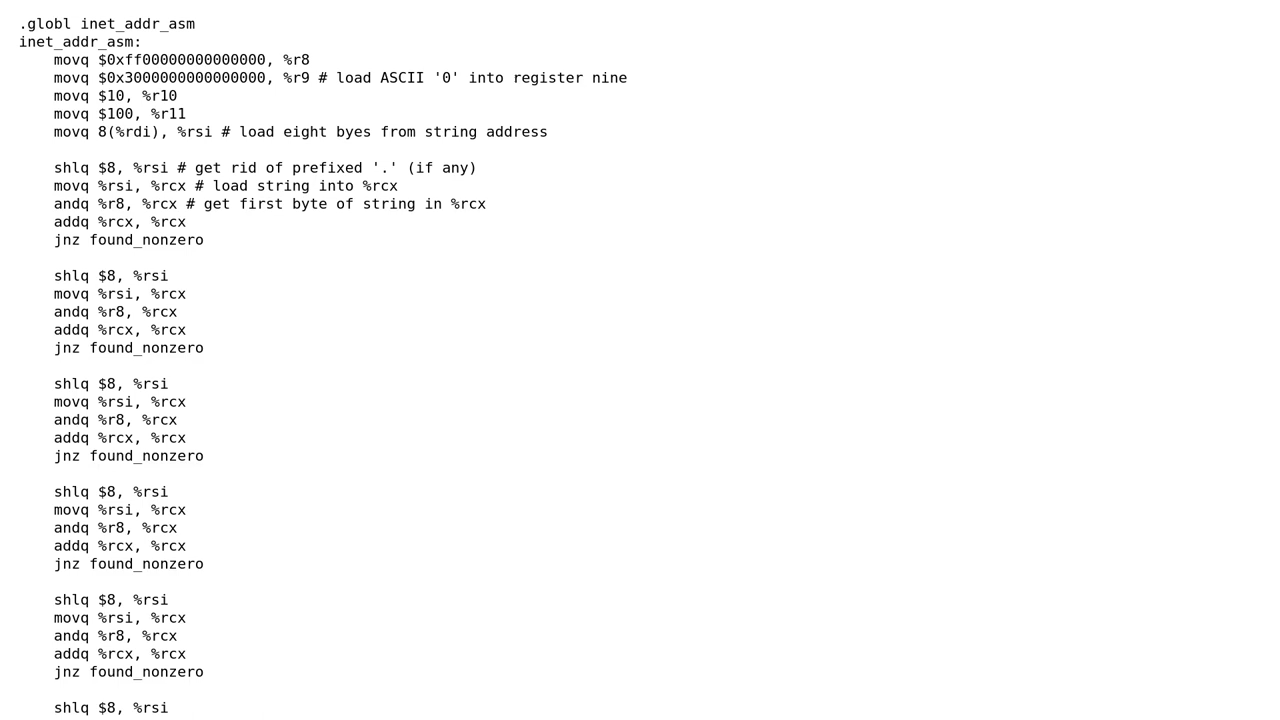 .globl inet_addr_asm
inet_addr_asm:
    movq $0xff00000000000000, %r8
    movq $0x3000000000000000, %r9 # load ASCII '0' into register nine
    movq $10, %r10
    movq $100, %r11
    movq 8(%rdi), %rsi # load eight byes from string address

    shlq $8, %rsi # get rid of prefixed '.' (if any)
    movq %rsi, %rcx # load string into %rcx
    andq %r8, %rcx # get first byte of string in %rcx
    addq %rcx, %rcx
    jnz found_nonzero

    shlq $8, %rsi
    movq %rsi, %rcx
    andq %r8, %rcx
    addq %rcx, %rcx
    jnz found_nonzero

    shlq $8, %rsi
    movq %rsi, %rcx
    andq %r8, %rcx
    addq %rcx, %rcx
    jnz found_nonzero

    shlq $8, %rsi
    movq %rsi, %rcx
    andq %r8, %rcx
    addq %rcx, %rcx
    jnz found_nonzero

    shlq $8, %rsi
    movq %rsi, %rcx
    andq %r8, %rcx
    addq %rcx, %rcx
    jnz found_nonzero

    shlq $8, %rsi